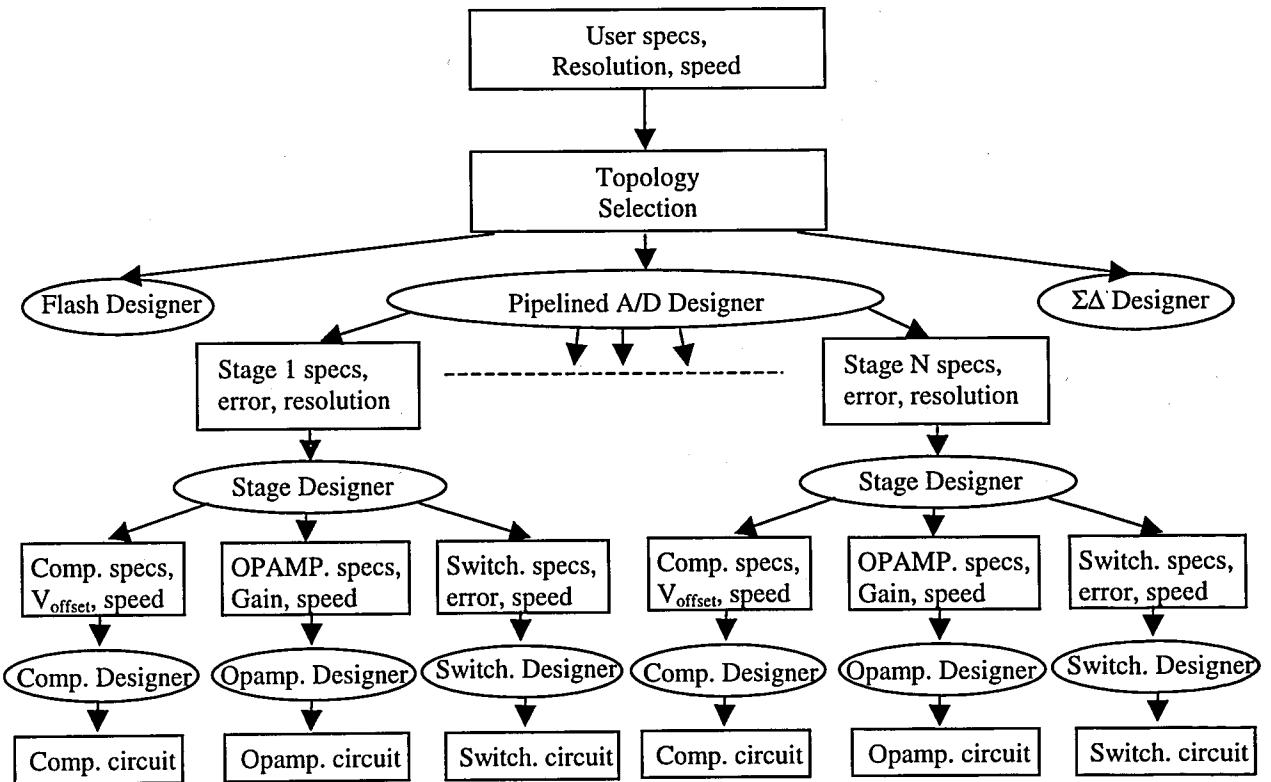 User specs,
Resolution, speed
Topology
Selection
Flash Designer
Pipelined A/D Designer
ΣΔ Designer
Stage 1 specs,
error, resolution
Stage N specs,
error, resolution
Stage Designer
Stage Designer
Comp. specs,
Voffset, speed
OPAMP. specs,
Gain, speed
Switch. specs,
error, speed
Comp. specs,
Voffset, speed
OPAMP. specs,
Gain, speed
Switch. specs,
error, speed
Comp. Designer
Opamp. Designer
Switch. Designer
Comp. Designer
Opamp. Designer
Switch. Designer
Comp. circuit
Opamp. circuit
Switch. circuit
Comp. circuit
Opamp. circuit
Switch. circuit